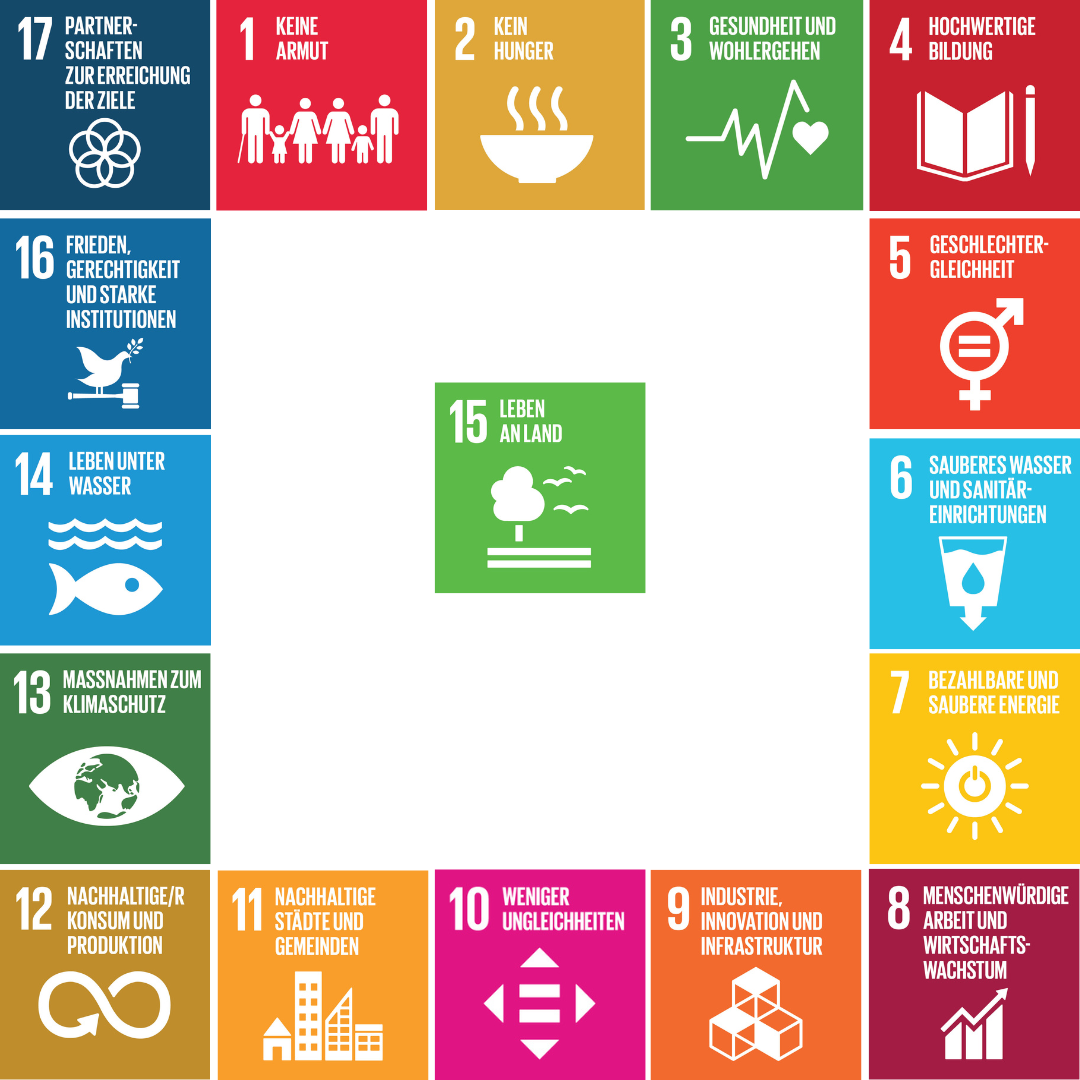 17 PARTNER-
SCHAFTEN
ZUR ERREICHUNG
DER ZIELE
1 KEINE
ARMUT
2 KEIN
HUNGER
3 GESUNDHEIT UND
WOHLERGEHEN
4 HOCHWERTIGE
BILDUNG
16 FRIEDEN,
GERECHTIGKEIT
UND STARKE
INSTITUTIONEN
5 GESCHLECHTER-
GLEICHHEIT
15 LEBEN
AN LAND
14 LEBEN UNTER
WASSER
6 SAUBERES WASSER
UND SANITÄR-
EINRICHTUNGEN
13 MASSNAHMEN ZUM
KLIMASCHUTZ
7 BEZAHLBARE UND
SAUBERE ENERGIE
12 NACHHALTIGE/R
KONSUM UND
PRODUKTION
11 NACHHALTIGE
STÄDTE UND
GEMEINDEN
10 WENIGER
UNGLEICHHEITEN
9 INDUSTRIE,
INNOVATION UND
INFRASTRUKTUR
8 MENSCHENWÜRDIGE
ARBEIT UND
WIRTSCHAFTS-
WACHSTUM